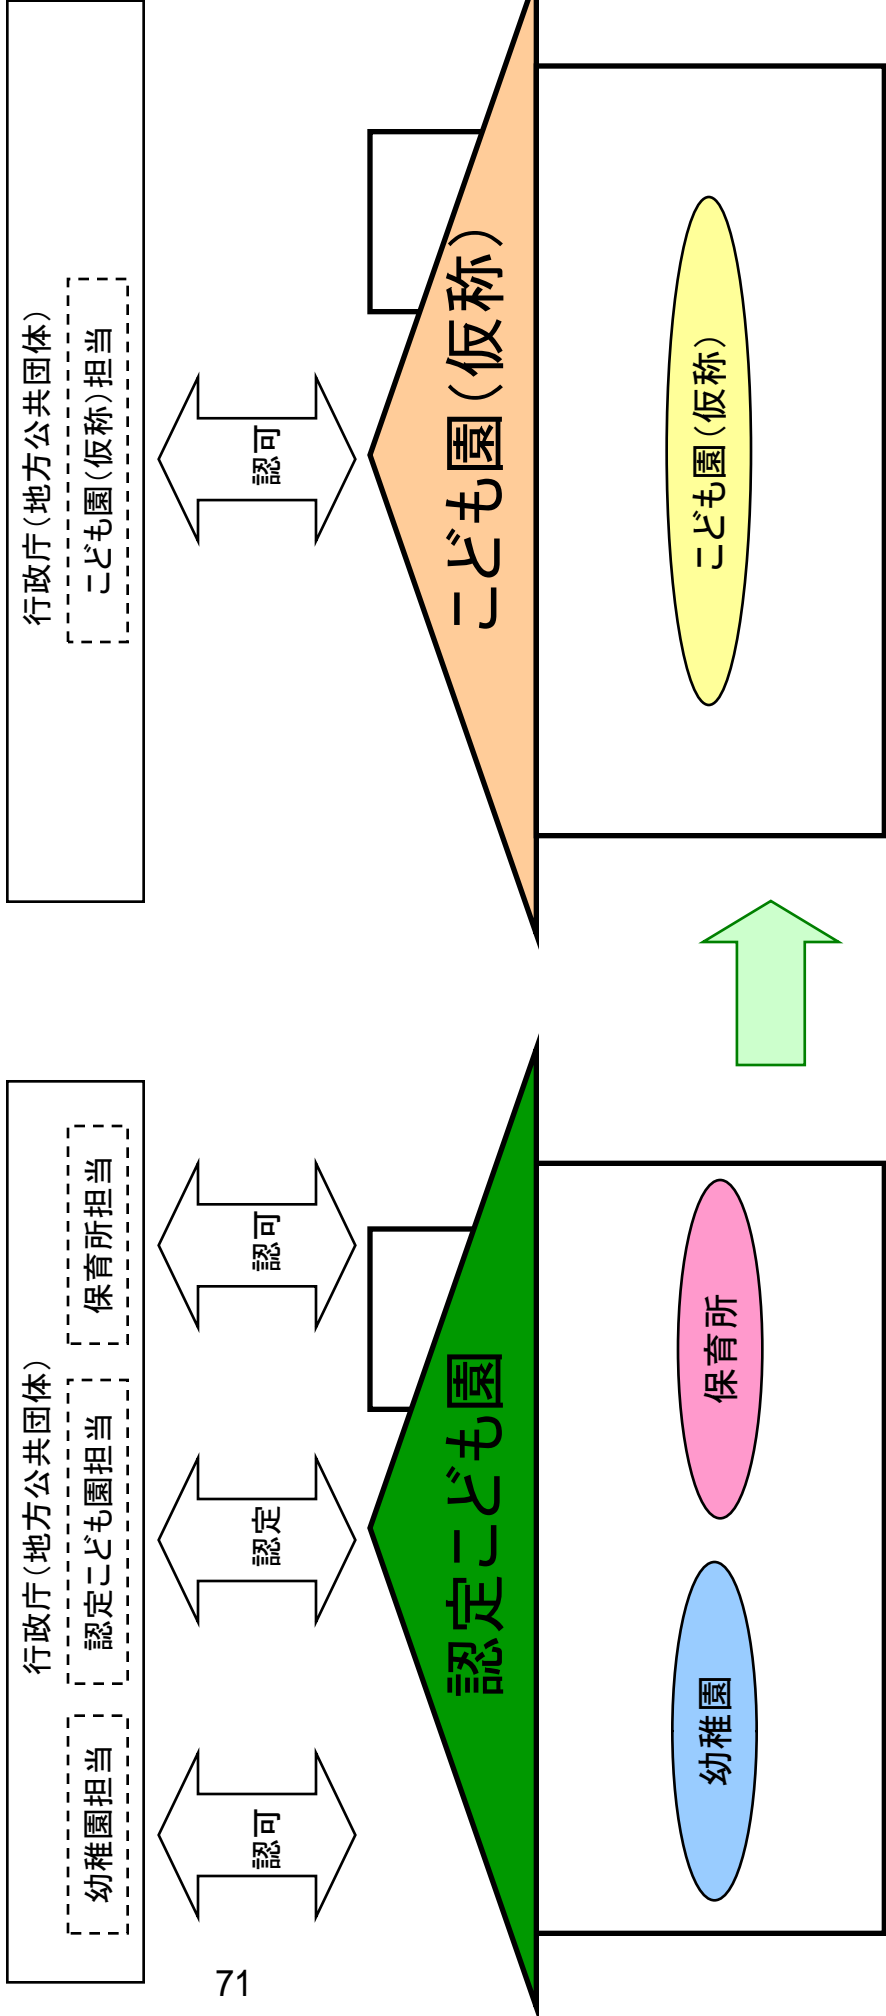 行政庁(地方公共団体)
幼稚園担当
認定こども園担当
保育所担当
認可
認定
認可
認定こども園
幼稚園
保育所
行政庁(地方公共団体)
こども園(仮称)担当
認可
こども園(仮称)
こども園(仮称)
71